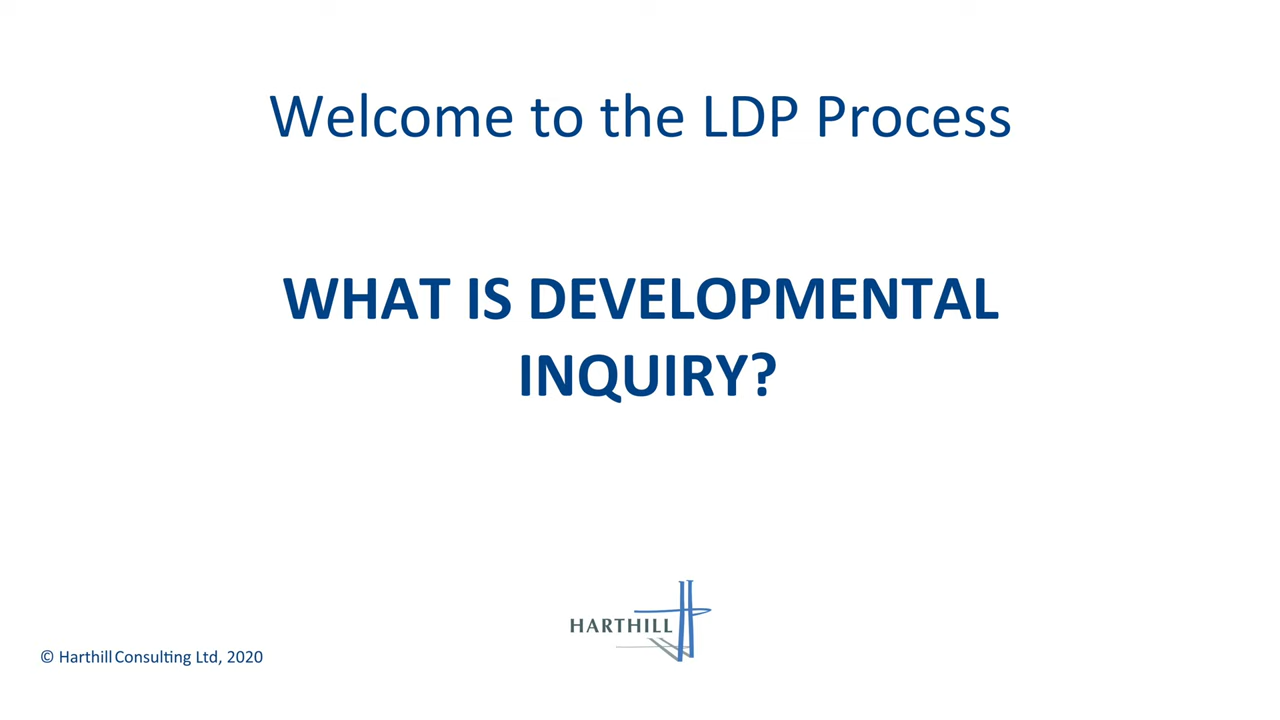 Welcome to the LDP Process
WHAT IS DEVELOPMENTAL
INQUIRY?
HARTHILL
© Harthill Consulting Ltd, 2020